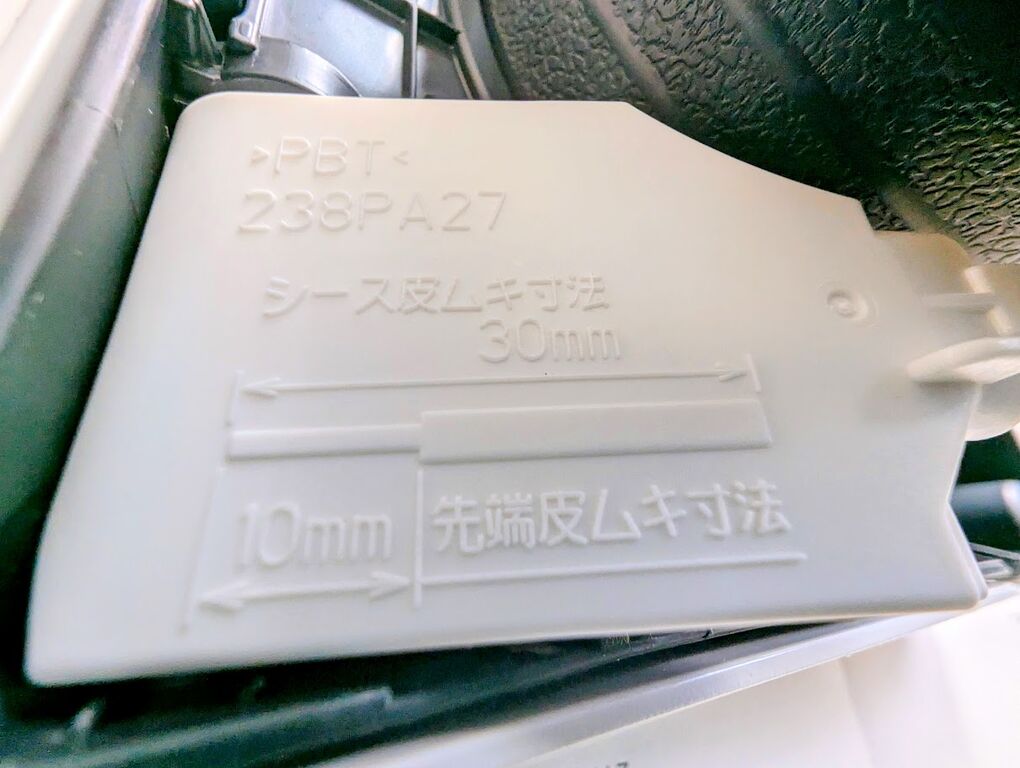 >PBT<
238PA27
シース皮ムキ寸法
30mm
10mm
先端皮ムキ寸法